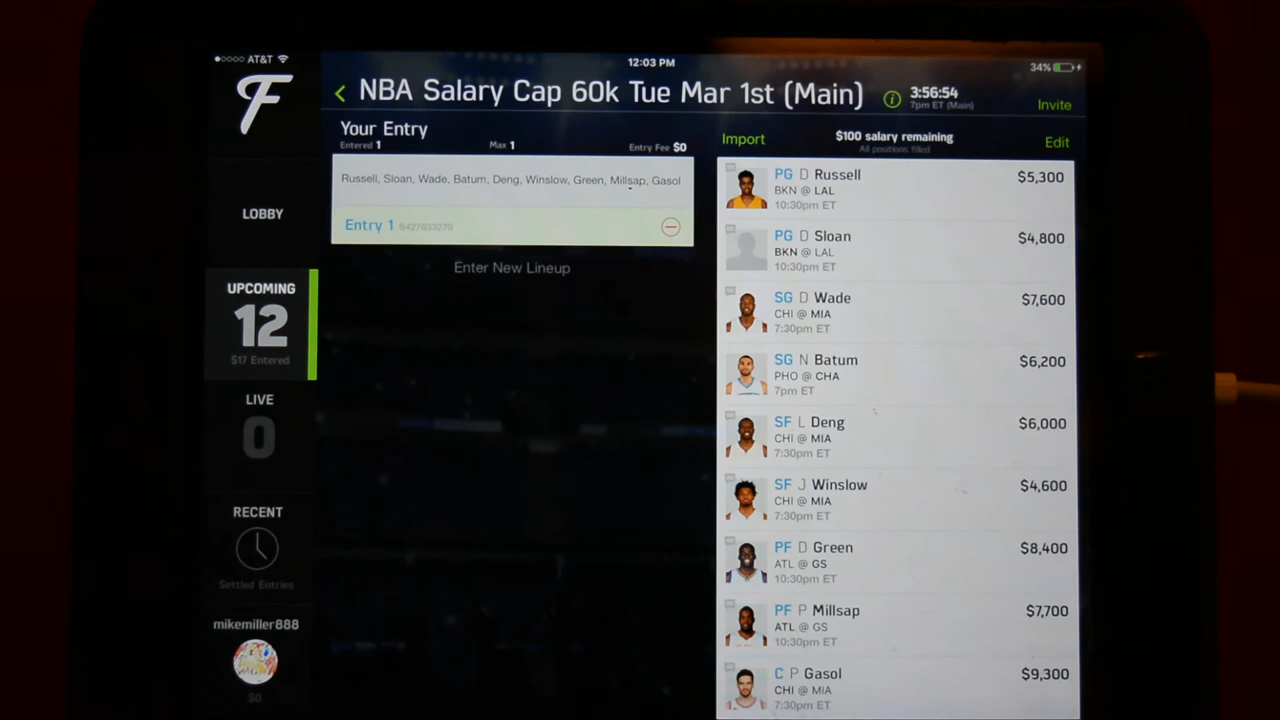 AT&T
12:03 PM
34%
F
NBA Salary Cap 60k Tue Mar 1st (Main)
3:56:54
7pm ET (Main)
Invite
LOBBY
UPCOMING
12
$17 Entered
LIVE
0
RECENT
Settled Entries
mikemiller888
$0
Your Entry
Entered 1
Max 1
Entry Fee $0
Russell, Sloan, Wade, Batum, Deng, Winslow, Green, Millsap, Gasol
Entry 1 S427633270
Enter New Lineup
Import
$100 salary remaining
All positions filled
Edit
PG D Russell
$5,300
BKN @ LAL
10:30pm ET
PG D Sloan
$4,800
BKN @ LAL
10:30pm ET
SG D Wade
$7,600
CHI @ MIA
7:30pm ET
SG N Batum
$6,200
PHO @ CHA
7pm ET
SF L Deng
$6,000
CHI @ MIA
7:30pm ET
SF J Winslow
$4,600
CHI @ MIA
7:30pm ET
PF D Green
$8,400
ATL @ GS
10:30pm ET
PF P Millsap
$7,700
ATL @ GS
10:30pm ET
C P Gasol
$9,300
CHI @ MIA
7:30pm ET